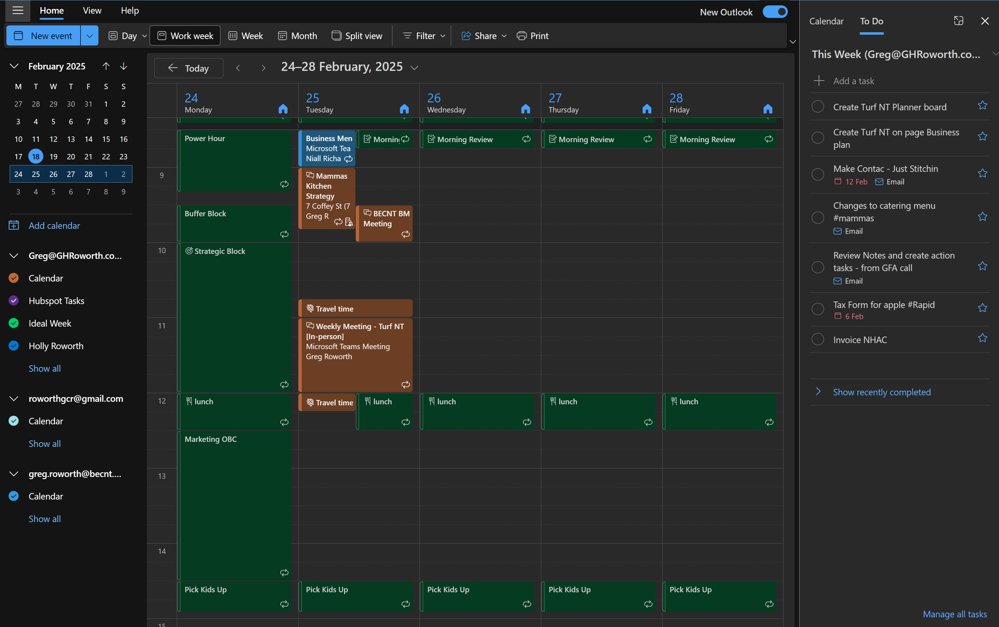 Home View Help
New Outlook
New event Day Work week Week Month Split view Filter Share Print
February 2025
M T W T F S S
27 28 29 30 31 1 2
3 4 5 6 7 8 9
10 11 12 13 14 15 16
17 18 19 20 21 22 23
24 25 26 27 28 1 2
3 4 5 6 7 8 9
Add calendar
Greg@GHRoworth.co...
Calendar
Hubspot Tasks
Ideal Week
Holly Roworth
Show all
roworthgcr@gmail.com
Calendar
Show all
greg.roworth@becnt....
Calendar
Show all
Today
24–28 February, 2025
24
Monday
25
Tuesday
26
Wednesday
27
Thursday
28
Friday
9
10
11
12
13
14
15
Power Hour
Buffer Block
Strategic Block
lunch
Marketing OBC
Pick Kids Up
Business Men
Microsoft Tea
Niall Richa
Morning
Mammas
Kitchen
Strategy
7 Coffey St (7
Greg R
BECNT BM
Meeting
Travel time
Weekly Meeting - Turf NT
[In-person]
Microsoft Teams Meeting
Greg Roworth
Travel time
lunch
Pick Kids Up
Morning Review
lunch
Pick Kids Up
Morning Review
lunch
Pick Kids Up
Morning Review
lunch
Pick Kids Up
Calendar To Do
This Week (Greg@GHRoworth.co...
Add a task
Create Turf NT Planner board
Create Turf NT on page Business
plan
Make Contac - Just Stitchin
12 Feb Email
Changes to catering menu
#mammas
Email
Review Notes and create action
tasks - from GFA call
Email
Tax Form for apple #Rapid
6 Feb
Invoice NHAC
Show recently completed
Manage all tasks